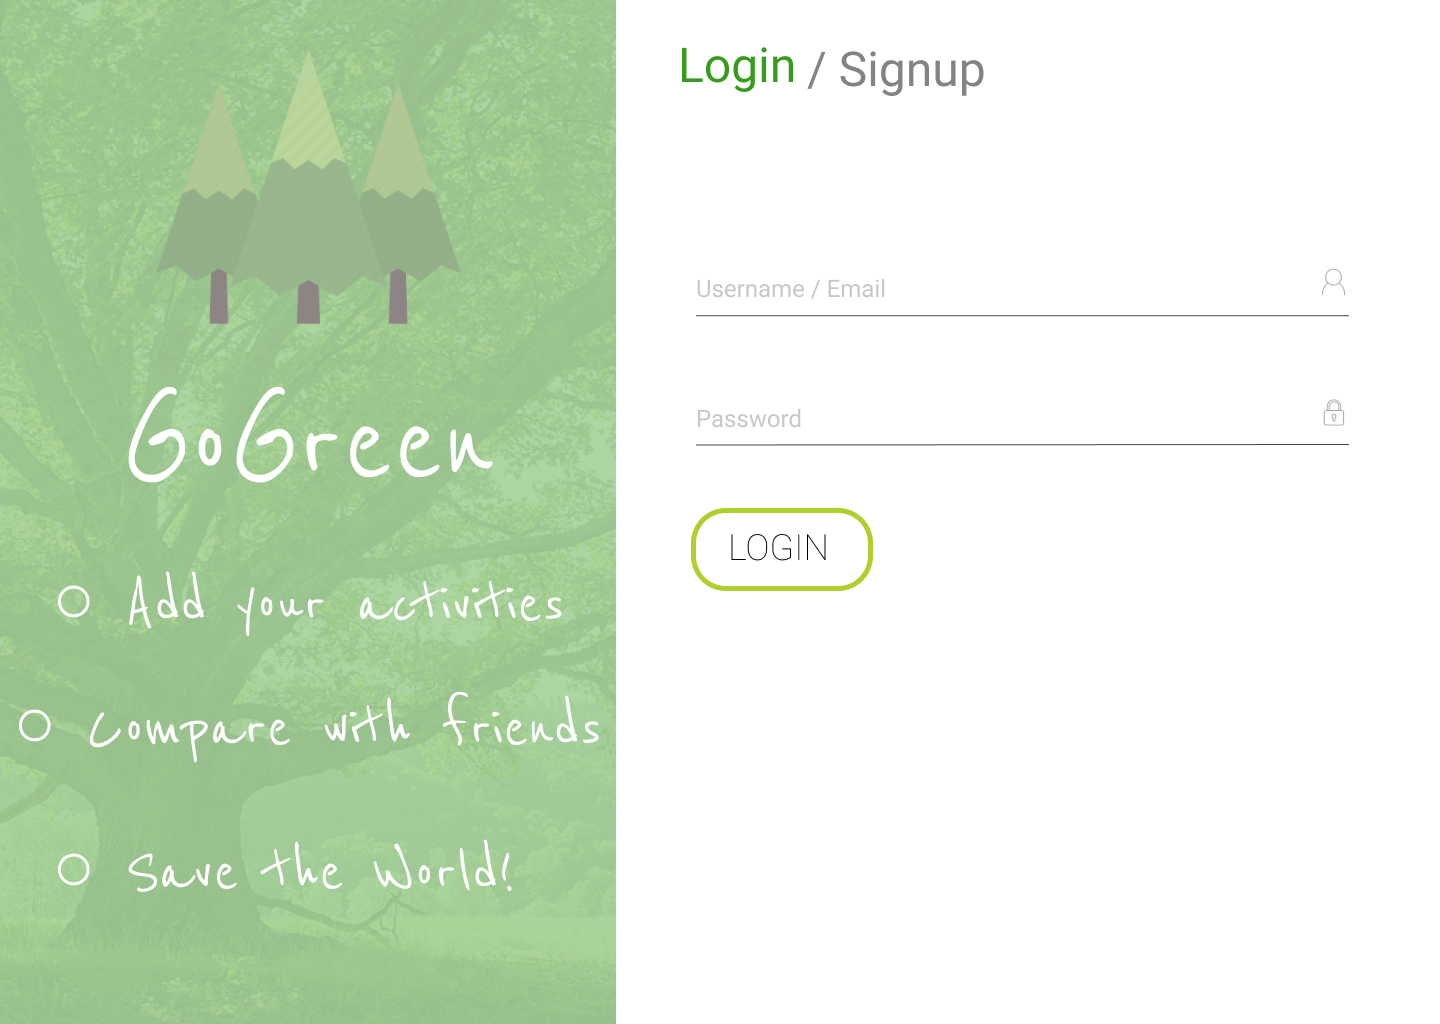 GoGreen
Add your activities
Compare with friends
Save the World!
Login / Signup
Username / Email
Password
LOGIN